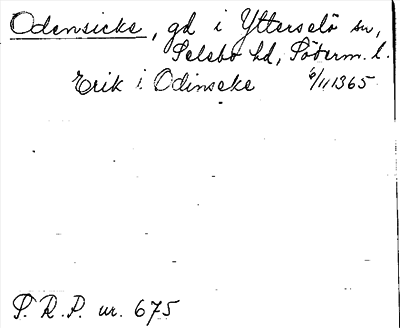 Odensicke, gd i Ytterselö sn,
Selebo hd, Söderm. l.
Erik i Odinseke 6/11 1365
S. R. P. nr. 675